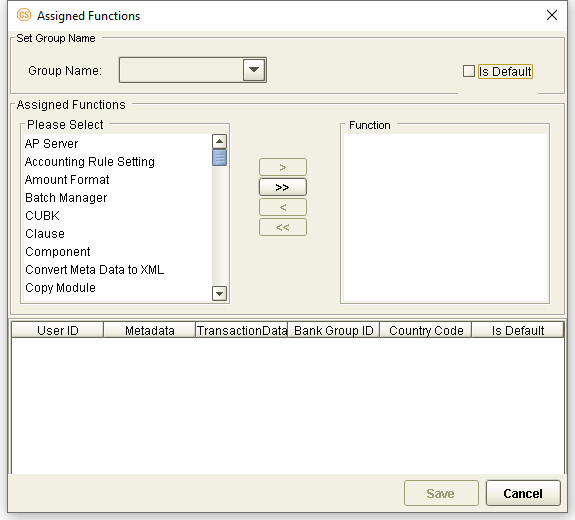 CS Assigned Functions
Set Group Name
Group Name:
Is Default
Assigned Functions
Please Select
AP Server
Accounting Rule Setting
Amount Format
Batch Manager
CUBK
Clause
Component
Convert Meta Data to XML
Copy Module
>
>>
<
<<
Function
User ID Metadata TransactionData Bank Group ID Country Code Is Default
Save Cancel